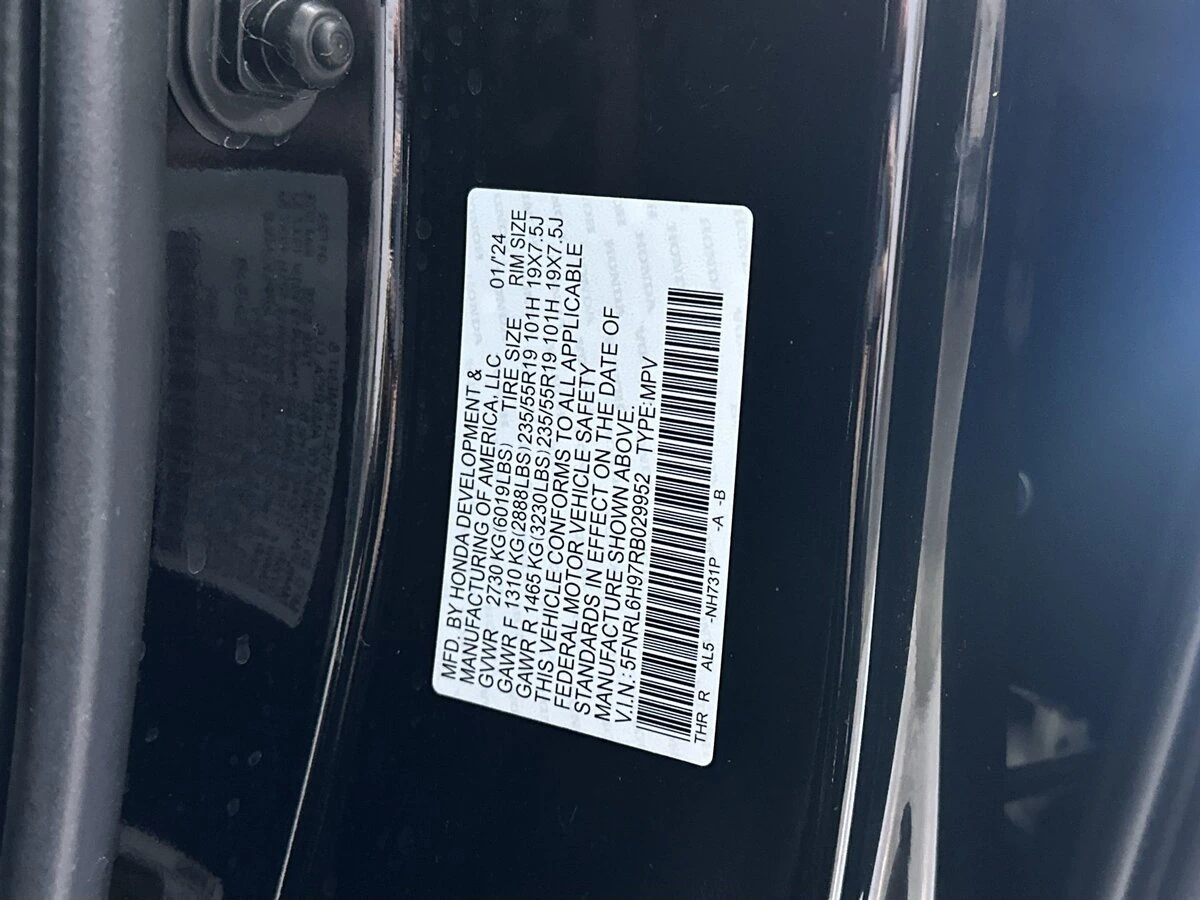 MFD. BY HONDA DEVELOPMENT &
MANUFACTURING OF AMERICA, LLC 01/'24
GVWR 2730 KG(6019LBS) TIRE SIZE RIM SIZE
GAWR F 1310 KG(2888LBS) 235/55R19 101H 19X7.5J
GAWR R 1465 KG(3230LBS) 235/55R19 101H 19X7.5J
THIS VEHICLE CONFORMS TO ALL APPLICABLE
FEDERAL MOTOR VEHICLE SAFETY
STANDARDS IN EFFECT ON THE DATE OF
MANUFACTURE SHOWN ABOVE.
V.I.N.: 5FNRL6H97RB029952 TYPE:MPV
THR R AL5 -NH731P -A -B